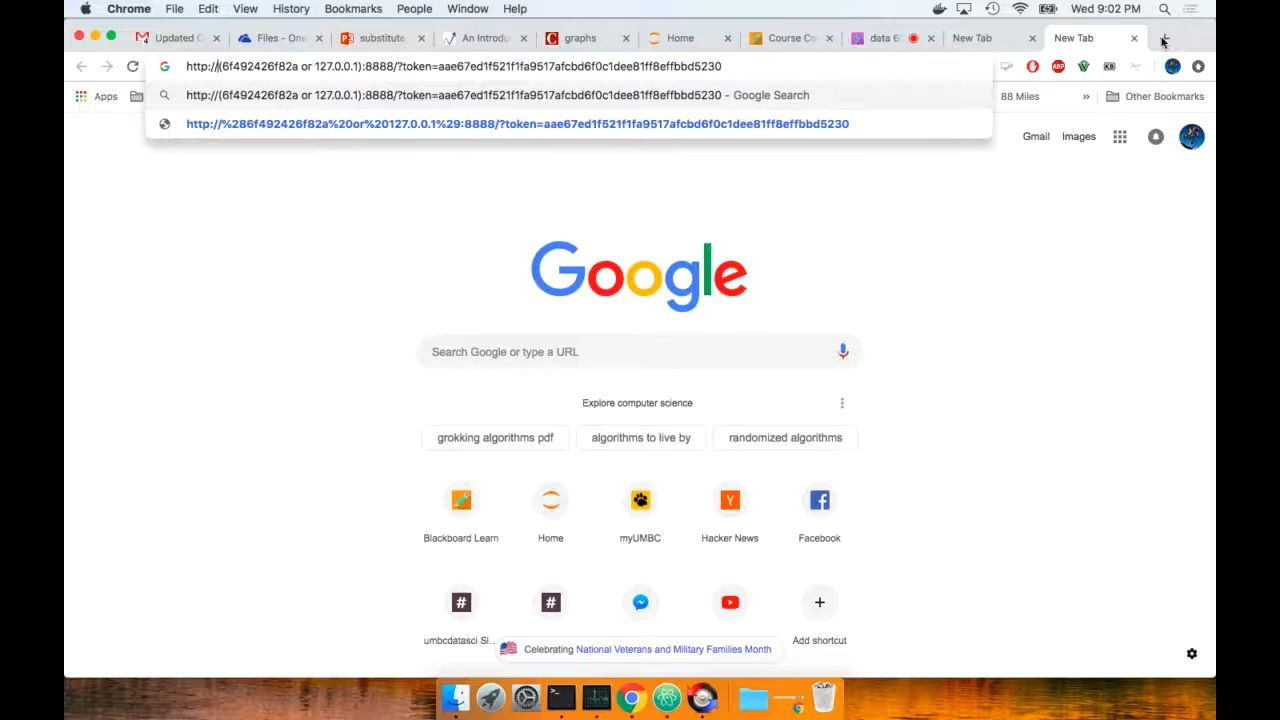 Chrome File Edit View History Bookmarks People Window Help Wed 9:02 PM
Updated C Files - One substitute An Introdu graphs Home Course Co data 6 New Tab New Tab
http://(6f492426f82a or 127.0.0.1):8888/?token=aae67ed1f521f1fa9517afcbd6f0c1dee81ff8effbbd5230
http://(6f492426f82a or 127.0.0.1):8888/?token=aae67ed1f521f1fa9517afcbd6f0c1dee81ff8effbbd5230 - Google Search
Apps 88 Miles » Other Bookmarks
http://%286f492426f82a%20or%20127.0.0.1%29:8888/?token=aae67ed1f521f1fa9517afcbd6f0c1dee81ff8effbbd5230
Gmail Images
Google
Search Google or type a URL
Explore computer science
grokking algorithms pdf algorithms to live by randomized algorithms
Blackboard Learn Home myUMBC Hacker News Facebook
umbcdatasci Si... Add shortcut
Celebrating National Veterans and Military Families Month